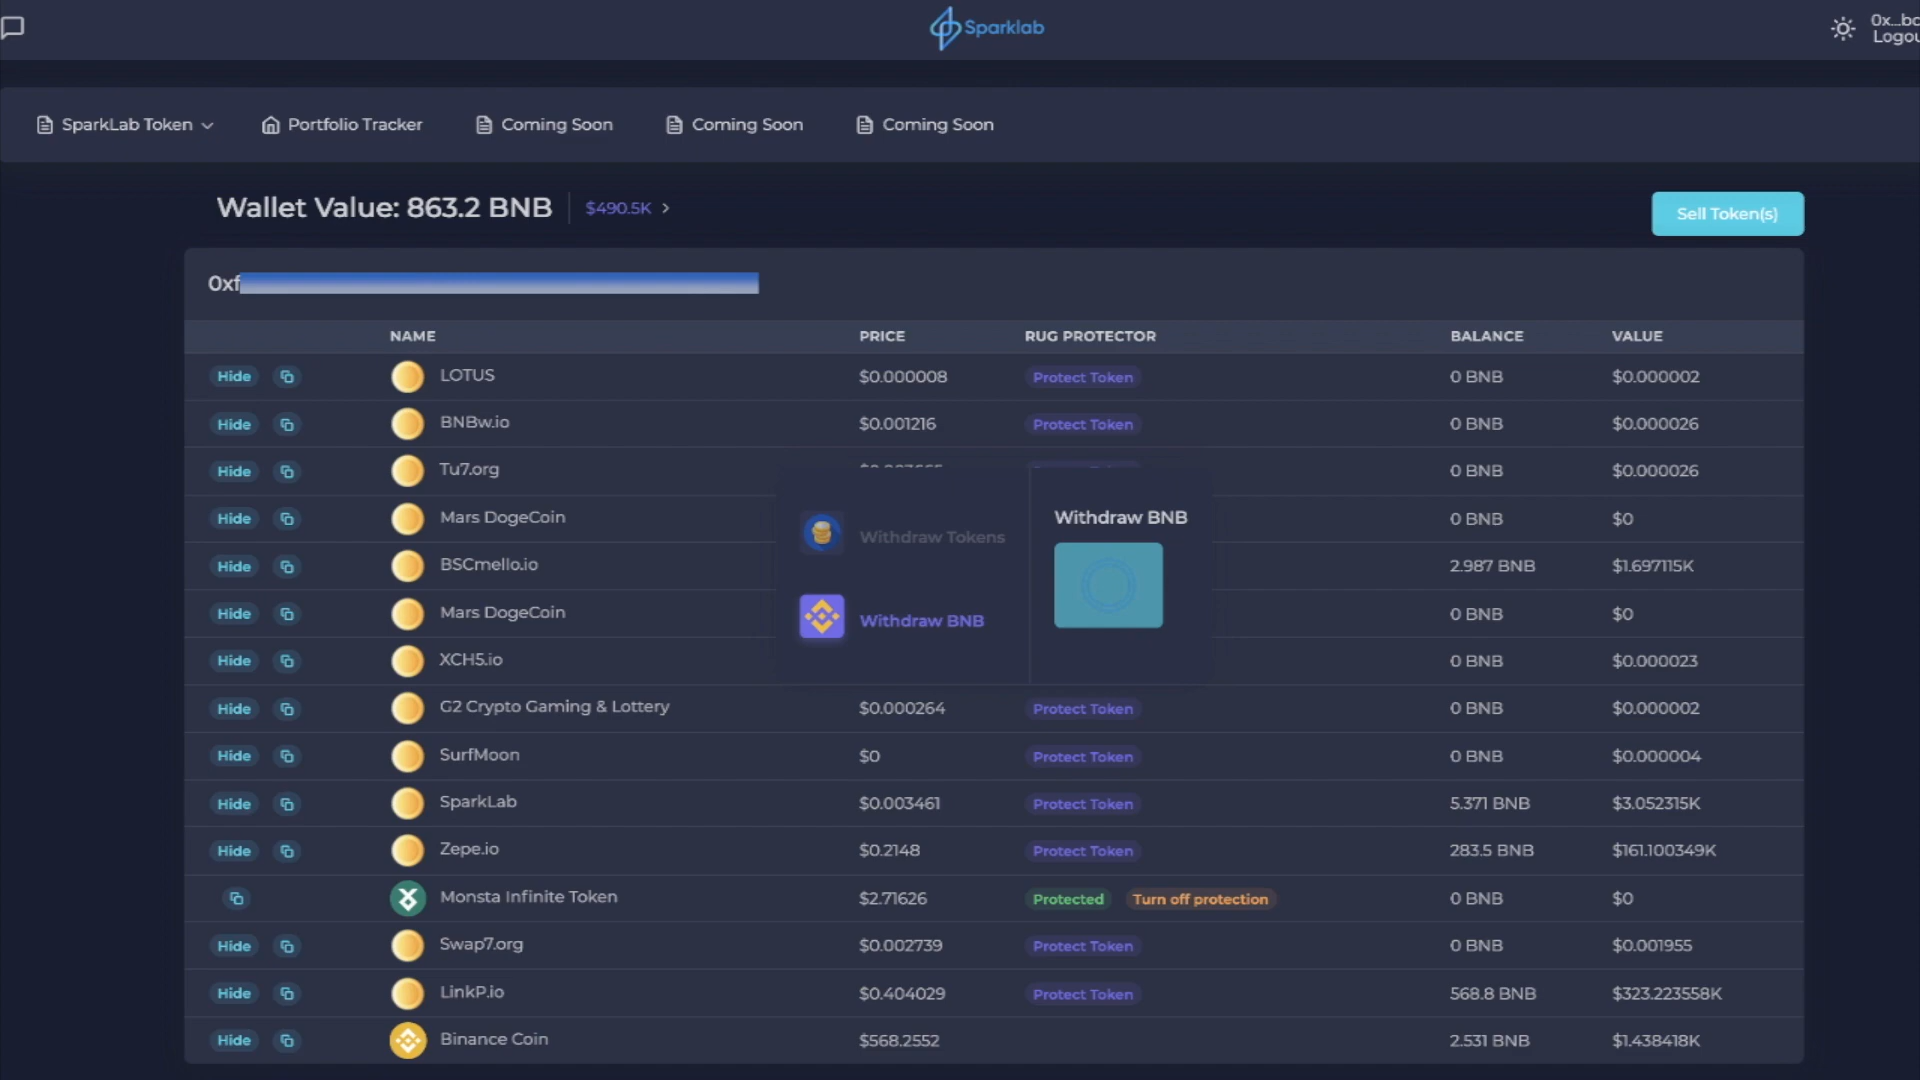 Sparklab
0x...bc
Logou
SparkLab Token
Portfolio Tracker
Coming Soon
Coming Soon
Coming Soon
Wallet Value: 863.2 BNB
$490.5K
Sell Token(s)
0xf
NAME PRICE RUG PROTECTOR BALANCE VALUE
Hide LOTUS $0.000008 Protect Token 0 BNB $0.000002
Hide BNBw.io $0.001216 Protect Token 0 BNB $0.000026
Hide Tu7.org 0 BNB $0.000026
Hide Mars DogeCoin 0 BNB $0
Withdraw Tokens
Withdraw BNB
Hide BSCmello.io 2.987 BNB $1.697115K
Hide Mars DogeCoin 0 BNB $0
Withdraw BNB
Hide XCH5.io 0 BNB $0.000023
Hide G2 Crypto Gaming & Lottery $0.000264 Protect Token 0 BNB $0.000002
Hide SurfMoon $0 Protect Token 0 BNB $0.000004
Hide SparkLab $0.003461 Protect Token 5.371 BNB $3.052315K
Hide Zepe.io $0.2148 Protect Token 283.5 BNB $161.100349K
Monsta Infinite Token $2.71626 Protected Turn off protection 0 BNB $0
Hide Swap7.org $0.002739 Protect Token 0 BNB $0.001955
Hide LinkP.io $0.404029 Protect Token 568.8 BNB $323.223558K
Hide Binance Coin $568.2552 2.531 BNB $1.438418K